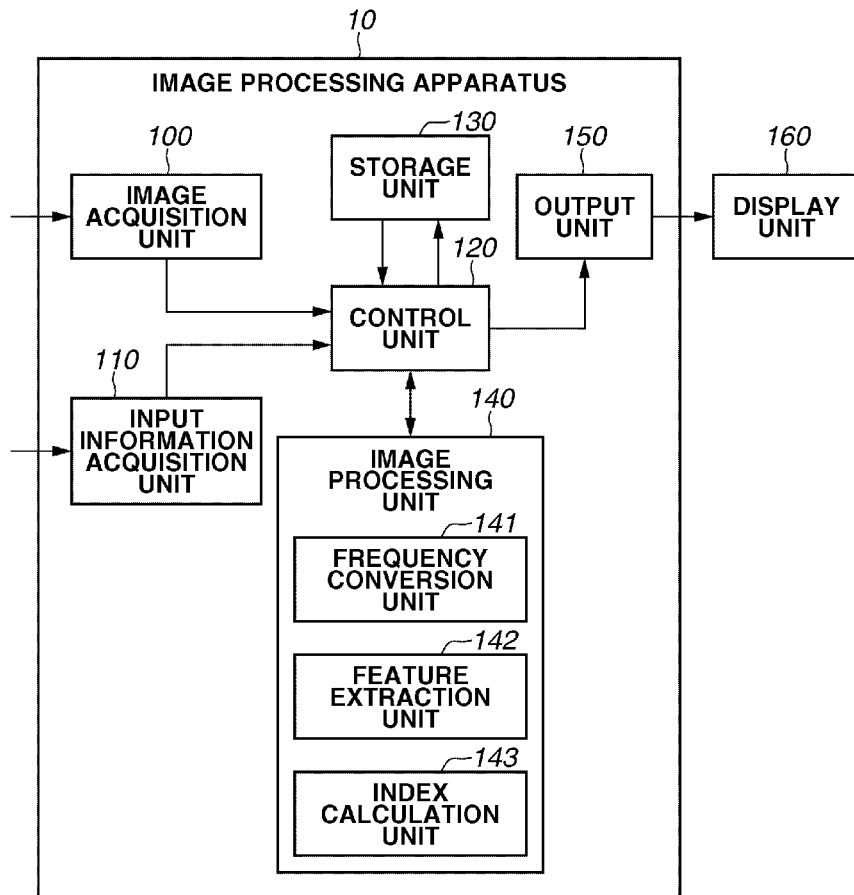 10
IMAGE PROCESSING APPARATUS
100
IMAGE
ACQUISITION
UNIT
130
STORAGE
UNIT
150
OUTPUT
UNIT
160
DISPLAY
UNIT
120
CONTROL
UNIT
110
INPUT
INFORMATION
ACQUISITION
UNIT
140
IMAGE
PROCESSING
UNIT
141
FREQUENCY
CONVERSION
UNIT
142
FEATURE
EXTRACTION
UNIT
143
INDEX
CALCULATION
UNIT